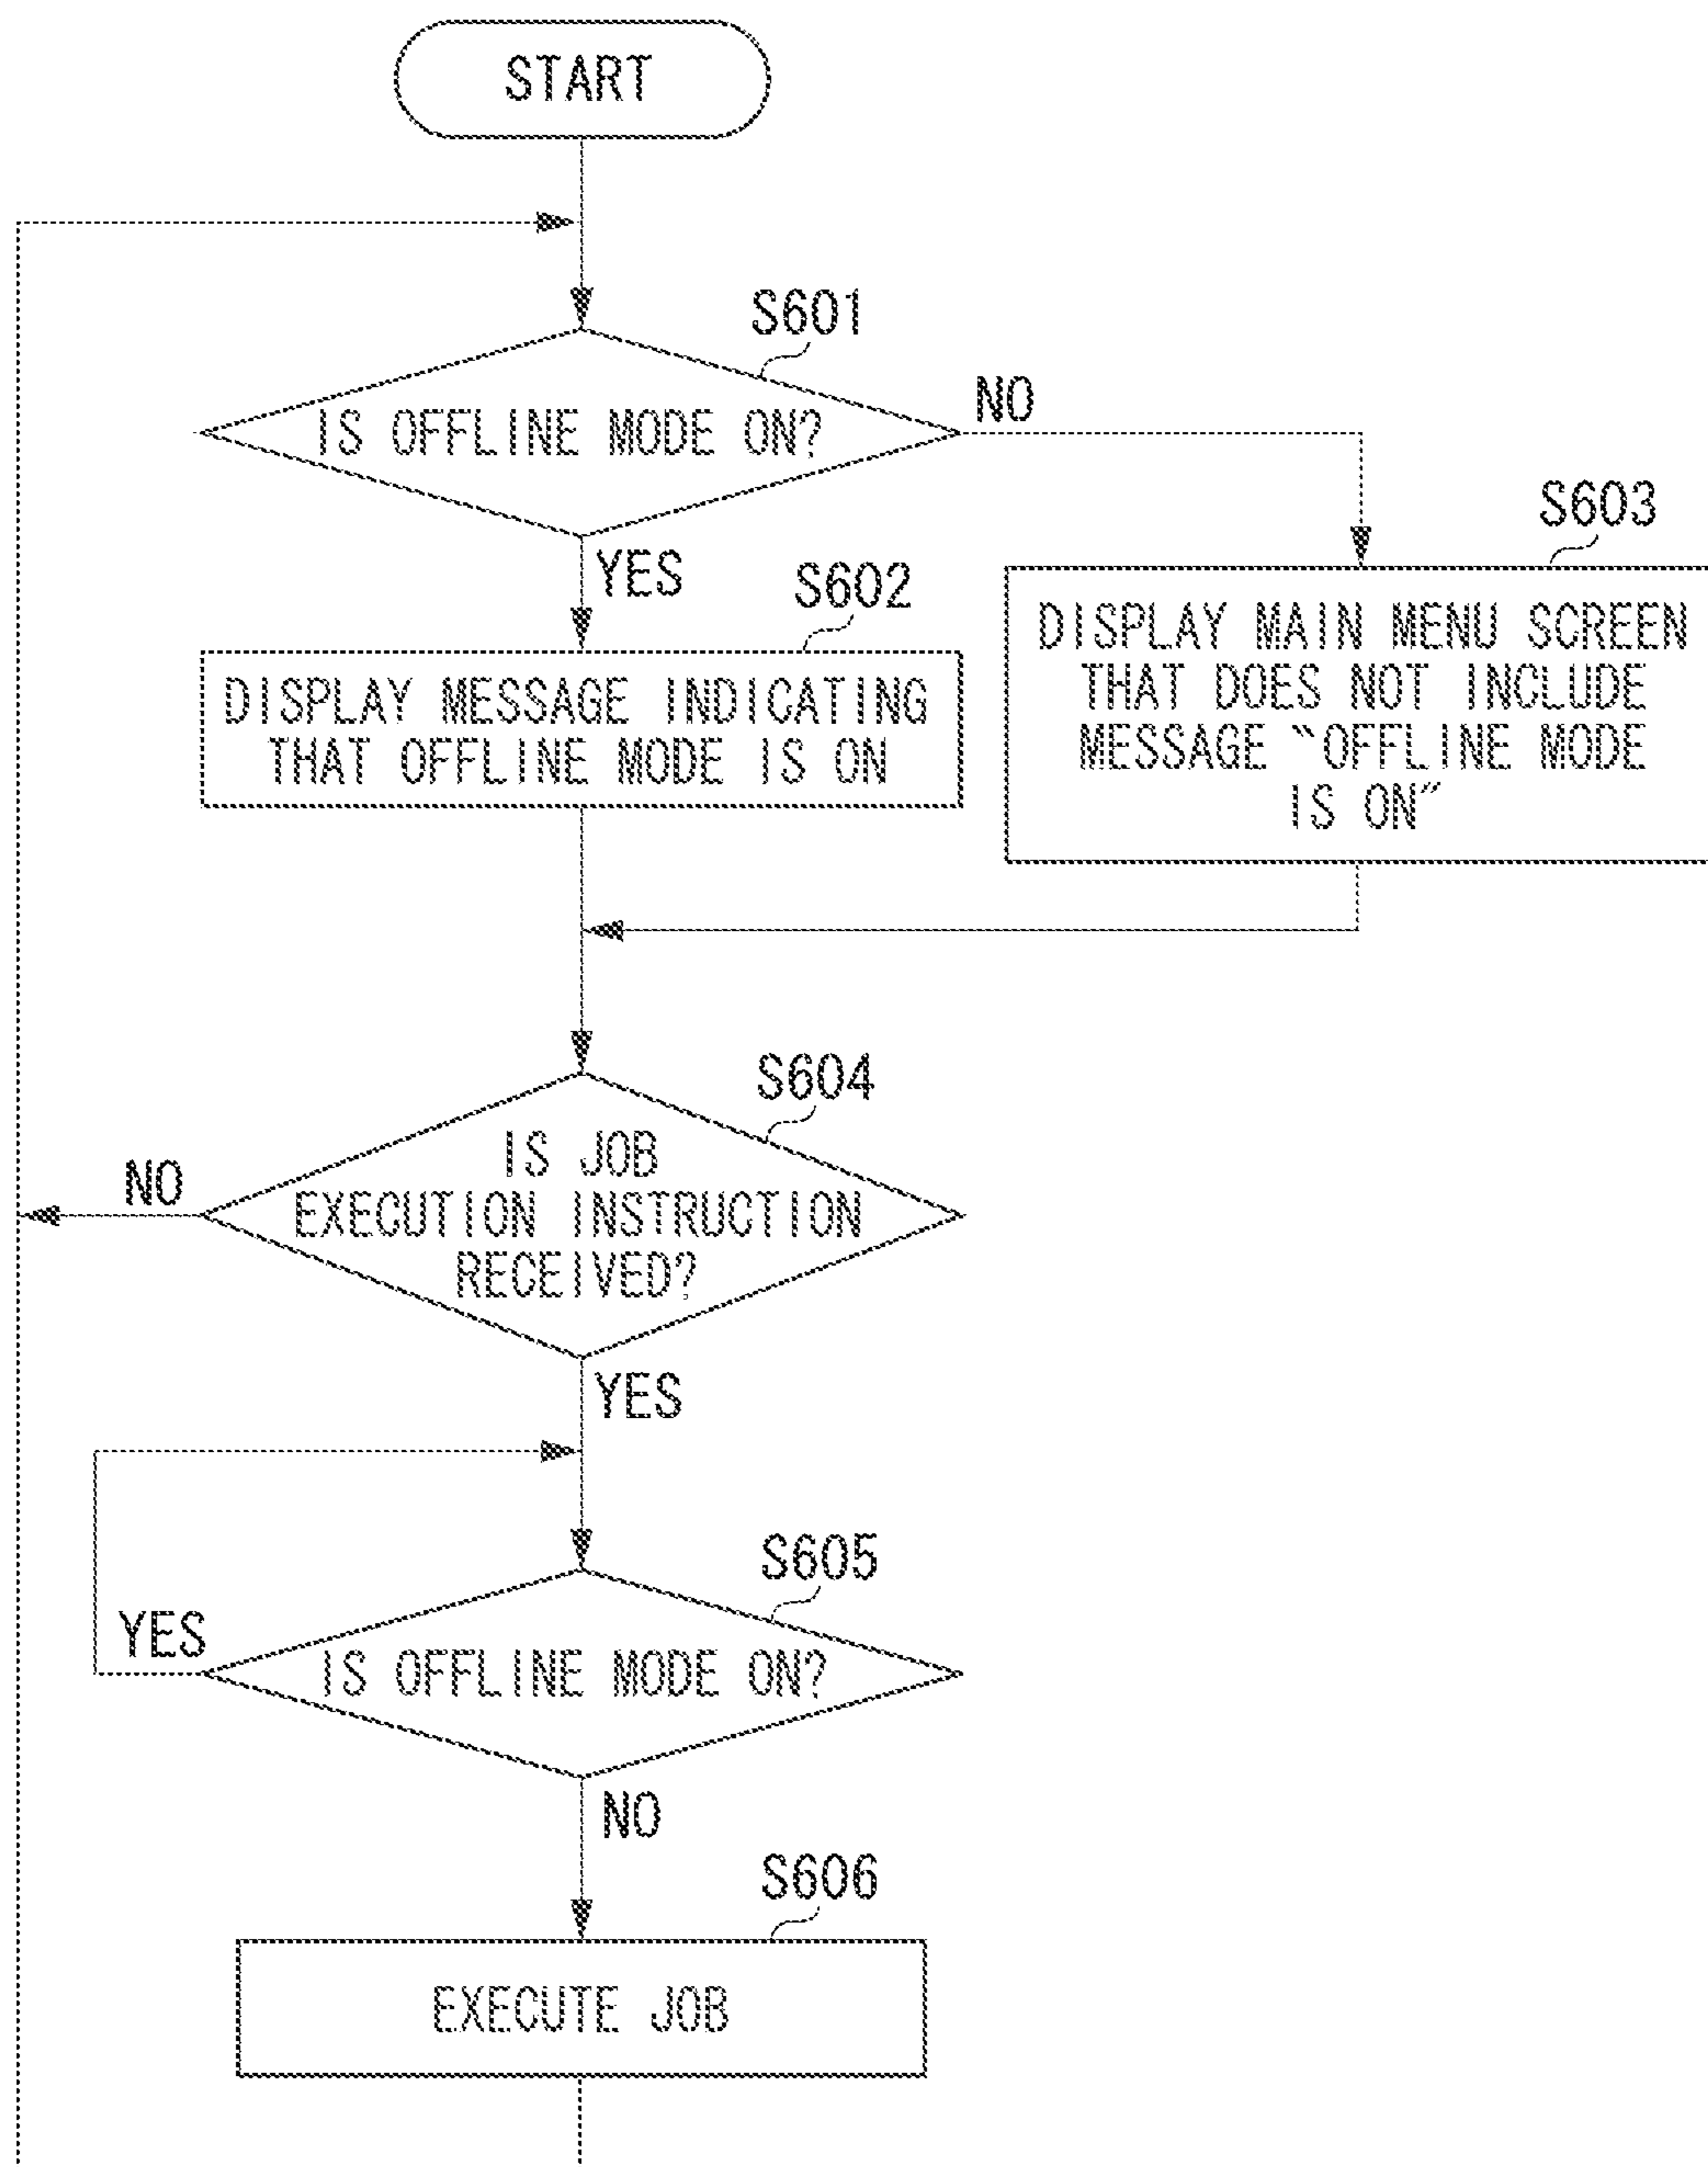 START
S601
IS OFFLINE MODE ON?
NO
YES
S602
S603
DISPLAY MESSAGE INDICATING
THAT OFFLINE MODE IS ON
DISPLAY MAIN MENU SCREEN
THAT DOES NOT INCLUDE
MESSAGE “OFFLINE MODE
IS ON”
S604
IS JOB
EXECUTION INSTRUCTION
RECEIVED?
NO
YES
S605
IS OFFLINE MODE ON?
YES
NO
S606
EXECUTE JOB